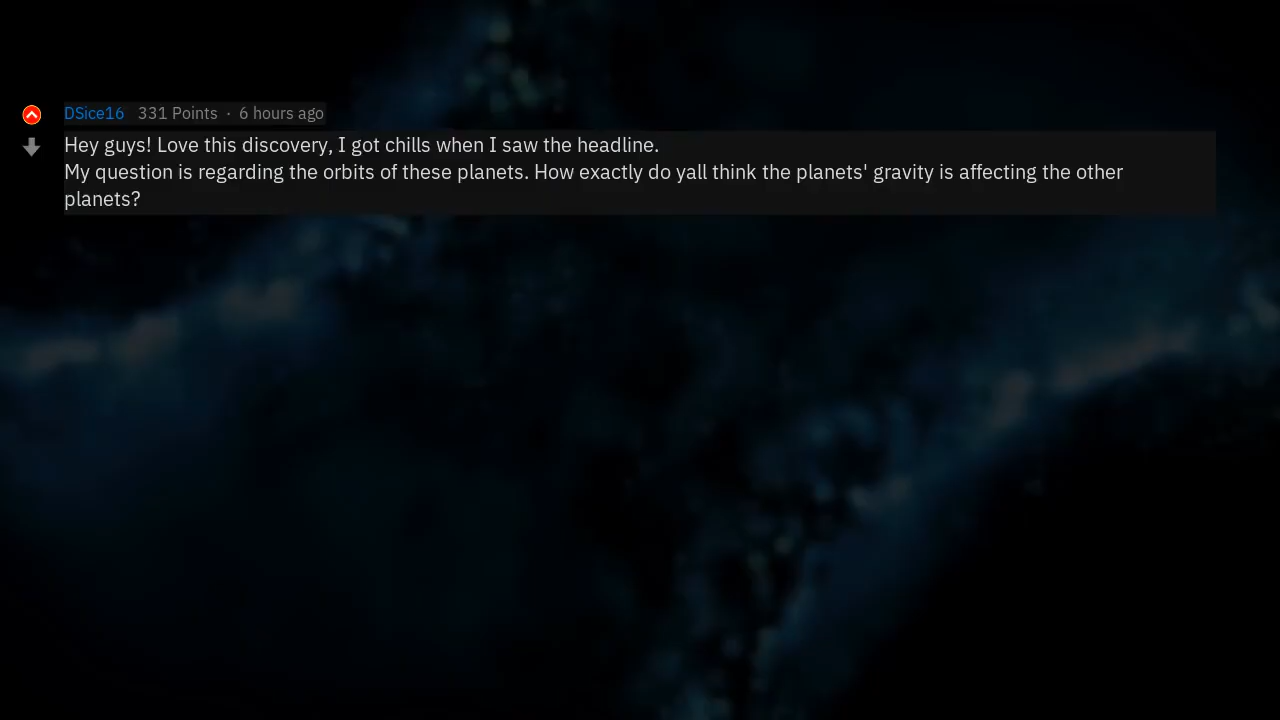 DSice16 331 Points · 6 hours ago
Hey guys! Love this discovery, I got chills when I saw the headline.
My question is regarding the orbits of these planets. How exactly do yall think the planets' gravity is affecting the other
planets?